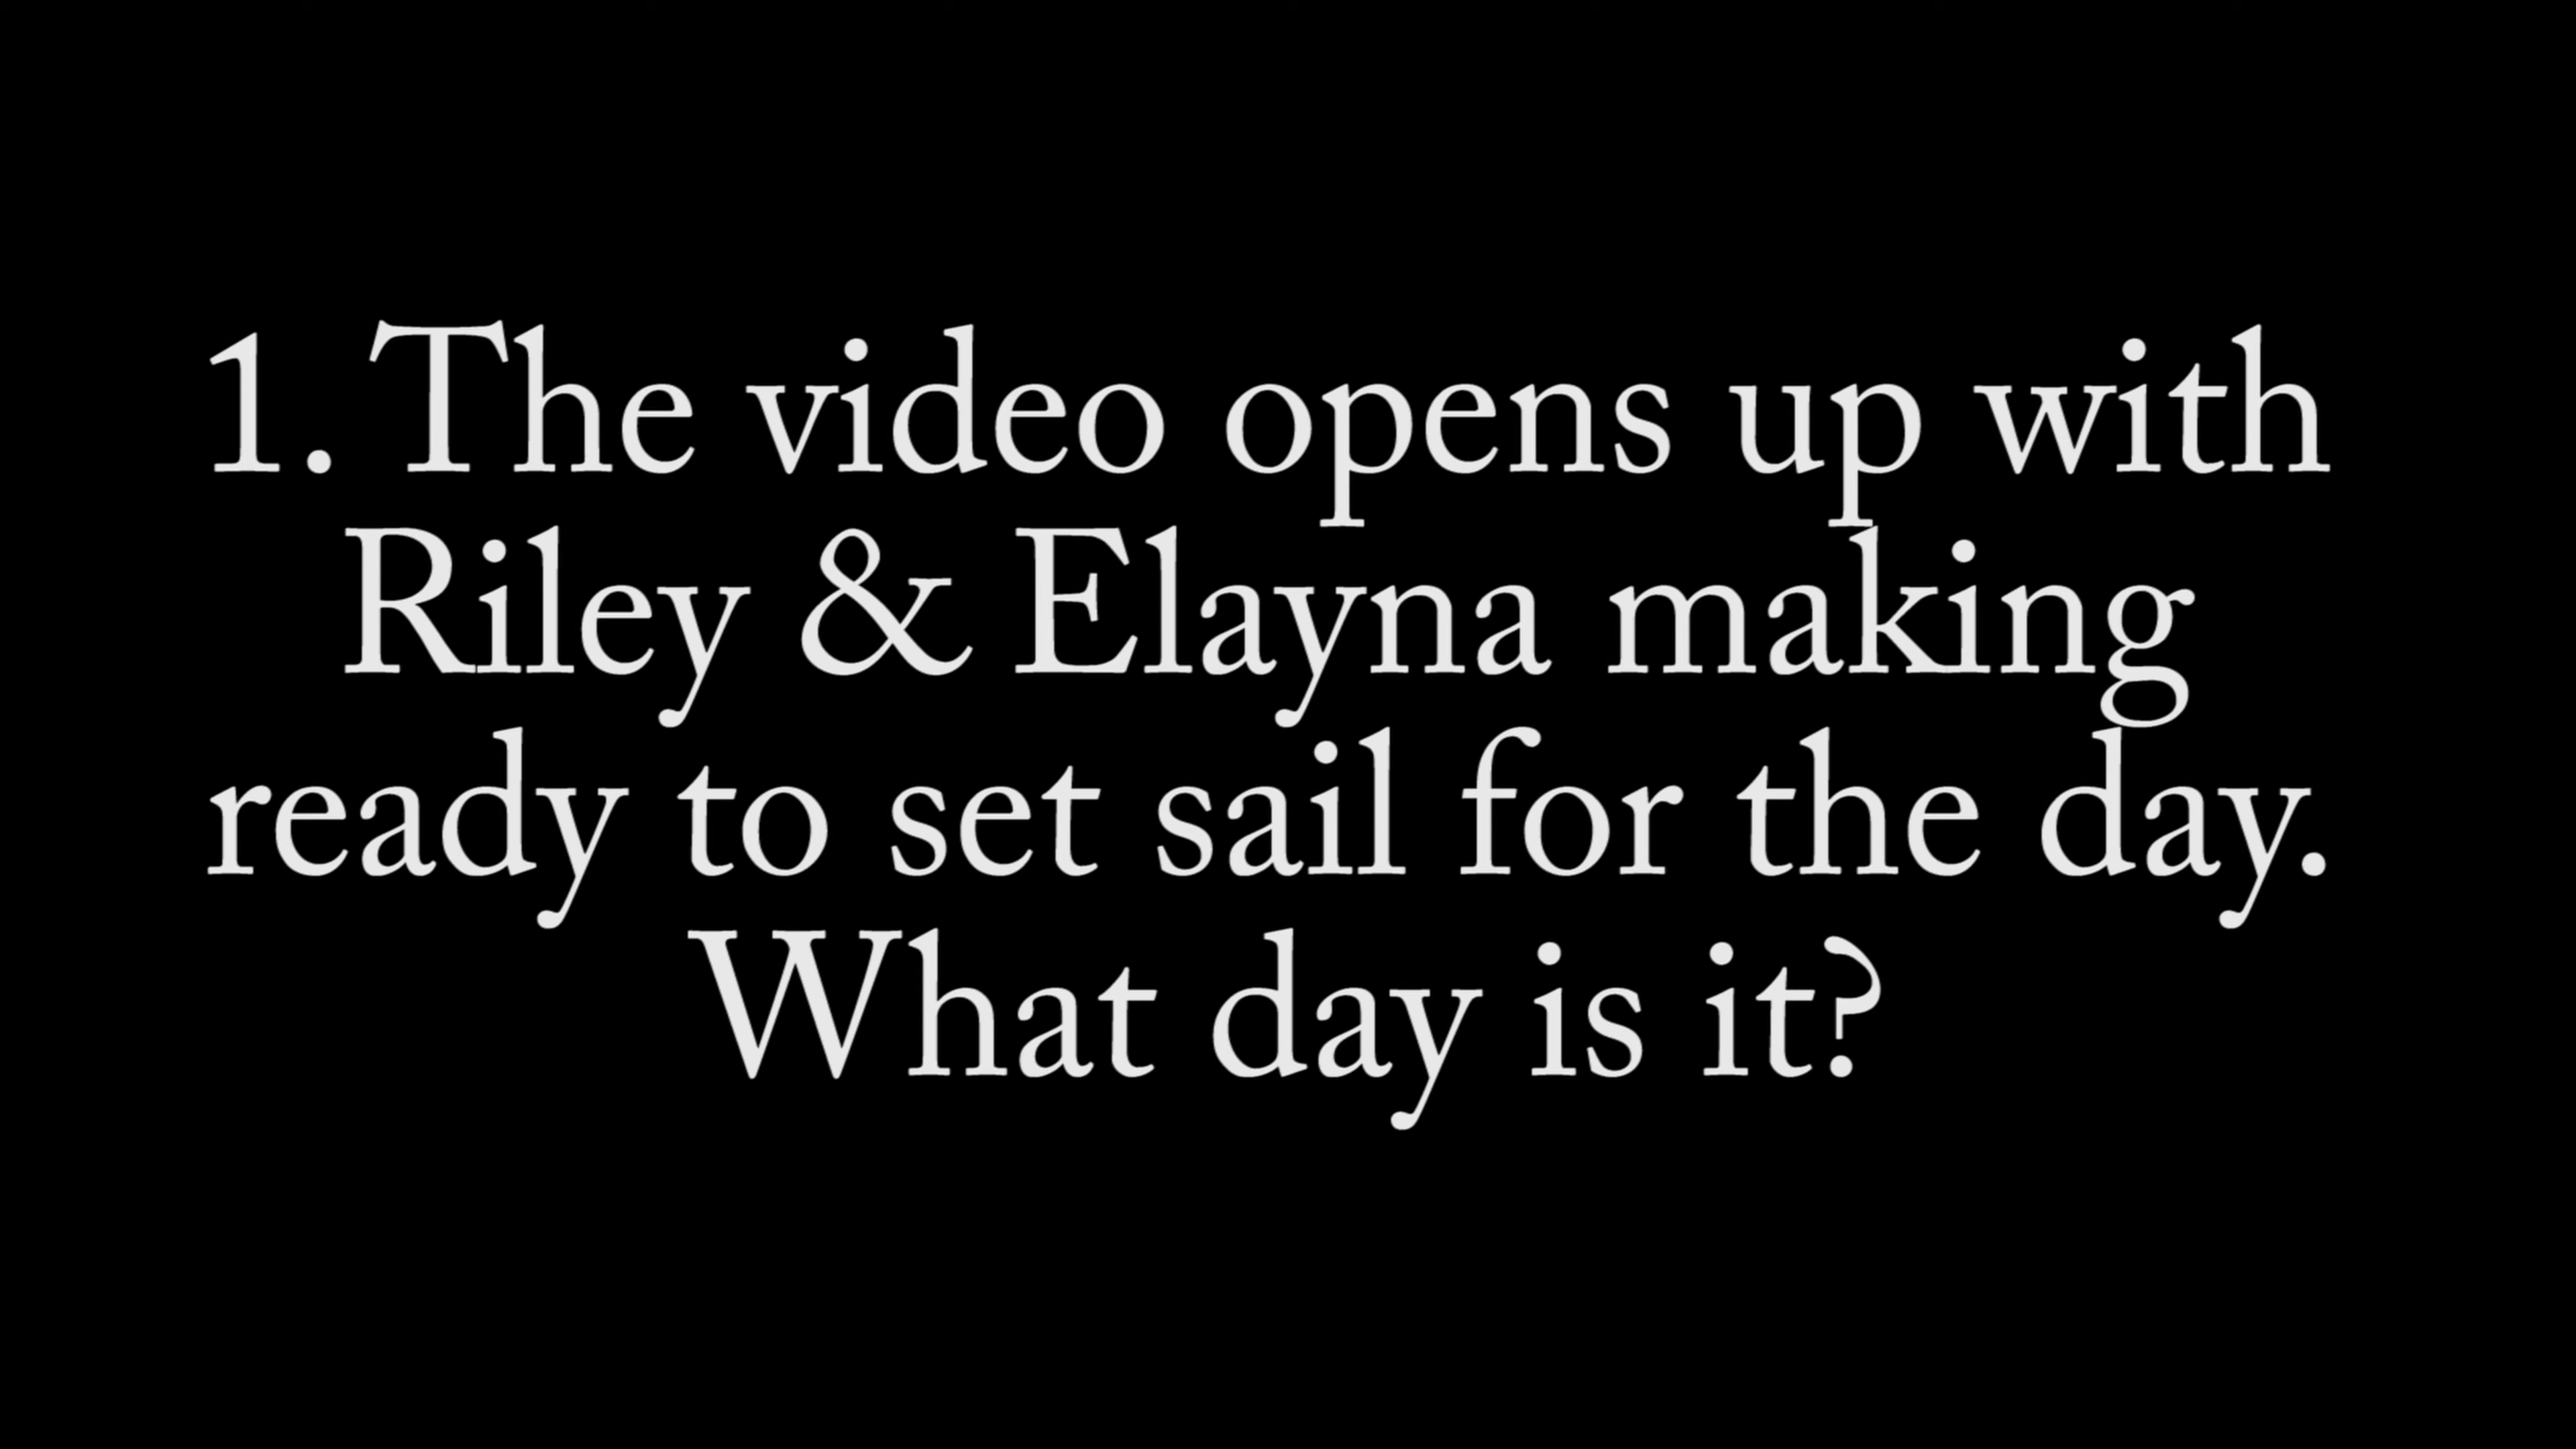 1. The video opens up with
Riley & Elayna making
ready to set sail for the day.
What day is it?